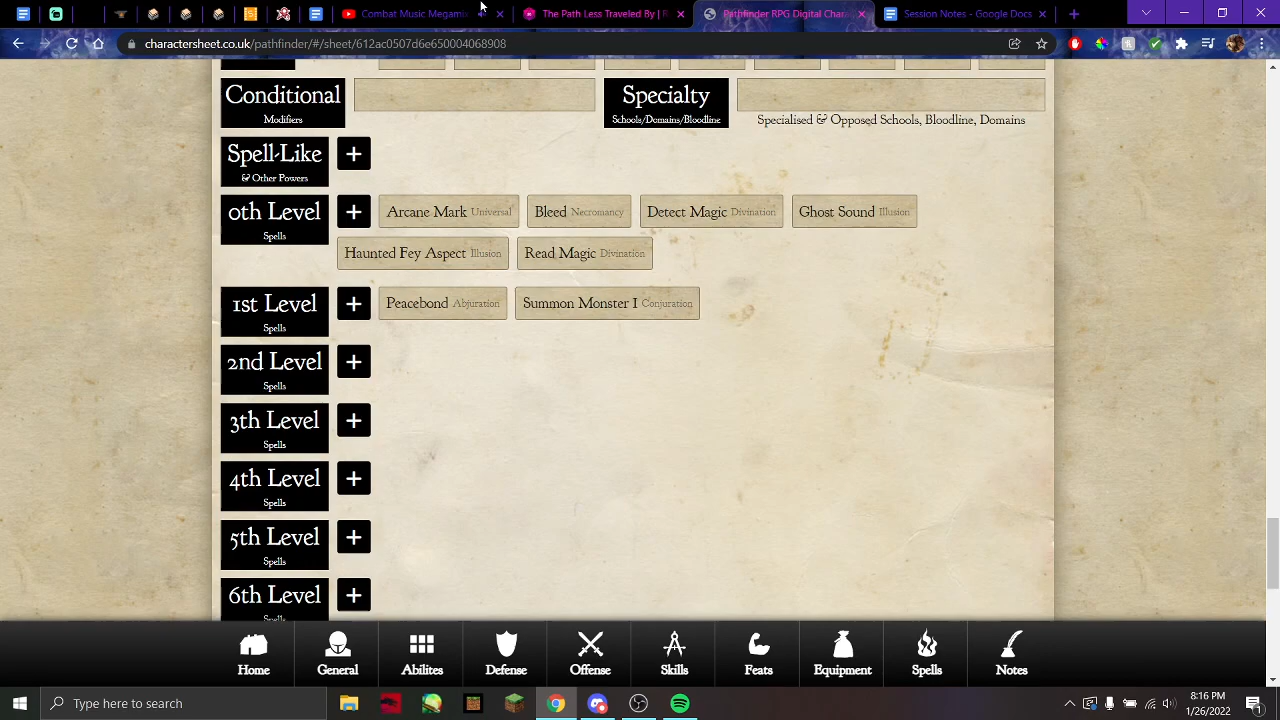 Combat Music Megamix
The Path Less Traveled By | R
Pathfinder RPG Digital Char
Session Notes - Google Docs
charactersheet.co.uk/pathfinder/#/sheet/612ac0507d6e650004068908
Conditional
Modifiers
Specialty
Schools/Domains/Bloodline
Specialised & Opposed Schools, Bloodline, Domains
Spell-Like
& Other Powers
0th Level
Spells
Arcane Mark Universal
Bleed Necromancy
Detect Magic Divination
Ghost Sound Illusion
Haunted Fey Aspect Illusion
Read Magic Divination
1st Level
Spells
Peacebond Abjuration
Summon Monster I Conjuration
2nd Level
Spells
3th Level
Spells
4th Level
Spells
5th Level
Spells
6th Level
Spells
Home
General
Abilites
Defense
Offense
Skills
Feats
Equipment
Spells
Notes
Type here to search
8:16 PM
1/26/2022